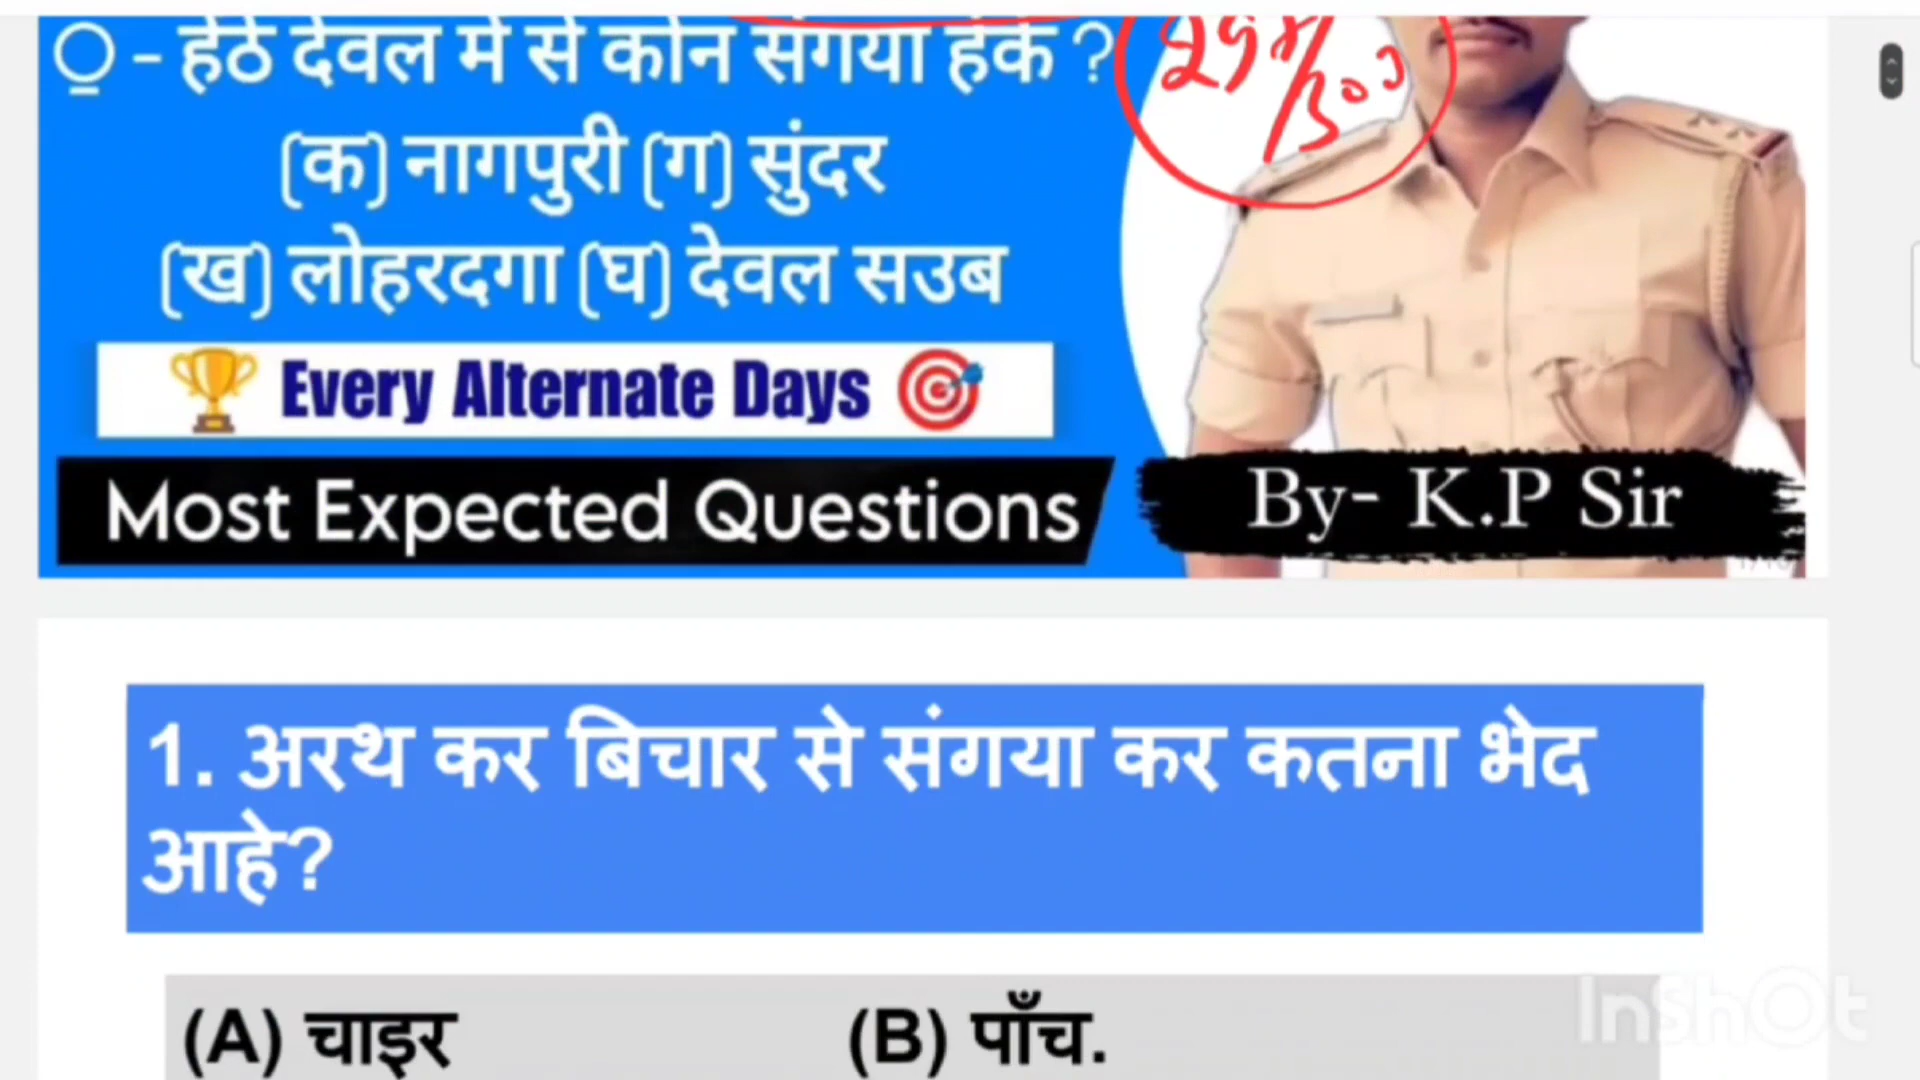 Q - हेठे देवल में से कोन संगया हेके ?
(क) नागपुरी (ग) सुंदर
(ख) लोहरदगा (घ) देवल सउब
Every Alternate Days
Most Expected Questions
By- K.P Sir
1. अरथ कर बिचार से संगया कर कतना भेद
आहे?
(A) चाइर (B) पाँच.
InShOt